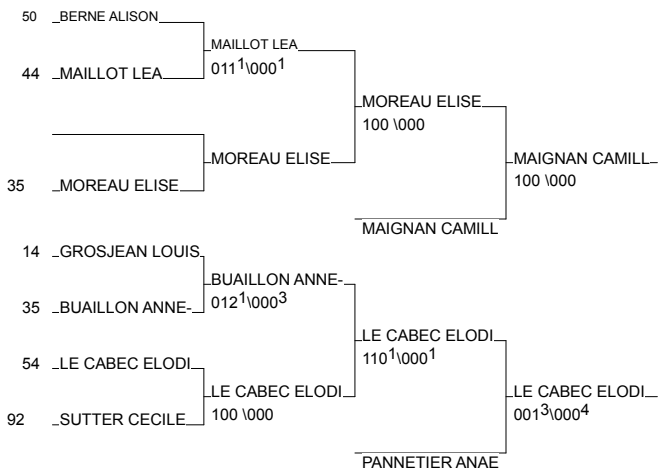 50 BERNE ALISON
MAILLOT LEA
011¹\000¹
44 MAILLOT LEA
MOREAU ELISE
100 \000
MOREAU ELISE
35 MOREAU ELISE
MAIGNAN CAMILL
100 \000
MAIGNAN CAMILL
14 GROSJEAN LOUIS
BUAILLON ANNE-
012¹\000³
35 BUAILLON ANNE-
LE CABEC ELODI
110¹\000¹
54 LE CABEC ELODI
LE CABEC ELODI
100 \000
92 SUTTER CECILE
LE CABEC ELODI
001³\000⁴
PANNETIER ANAE